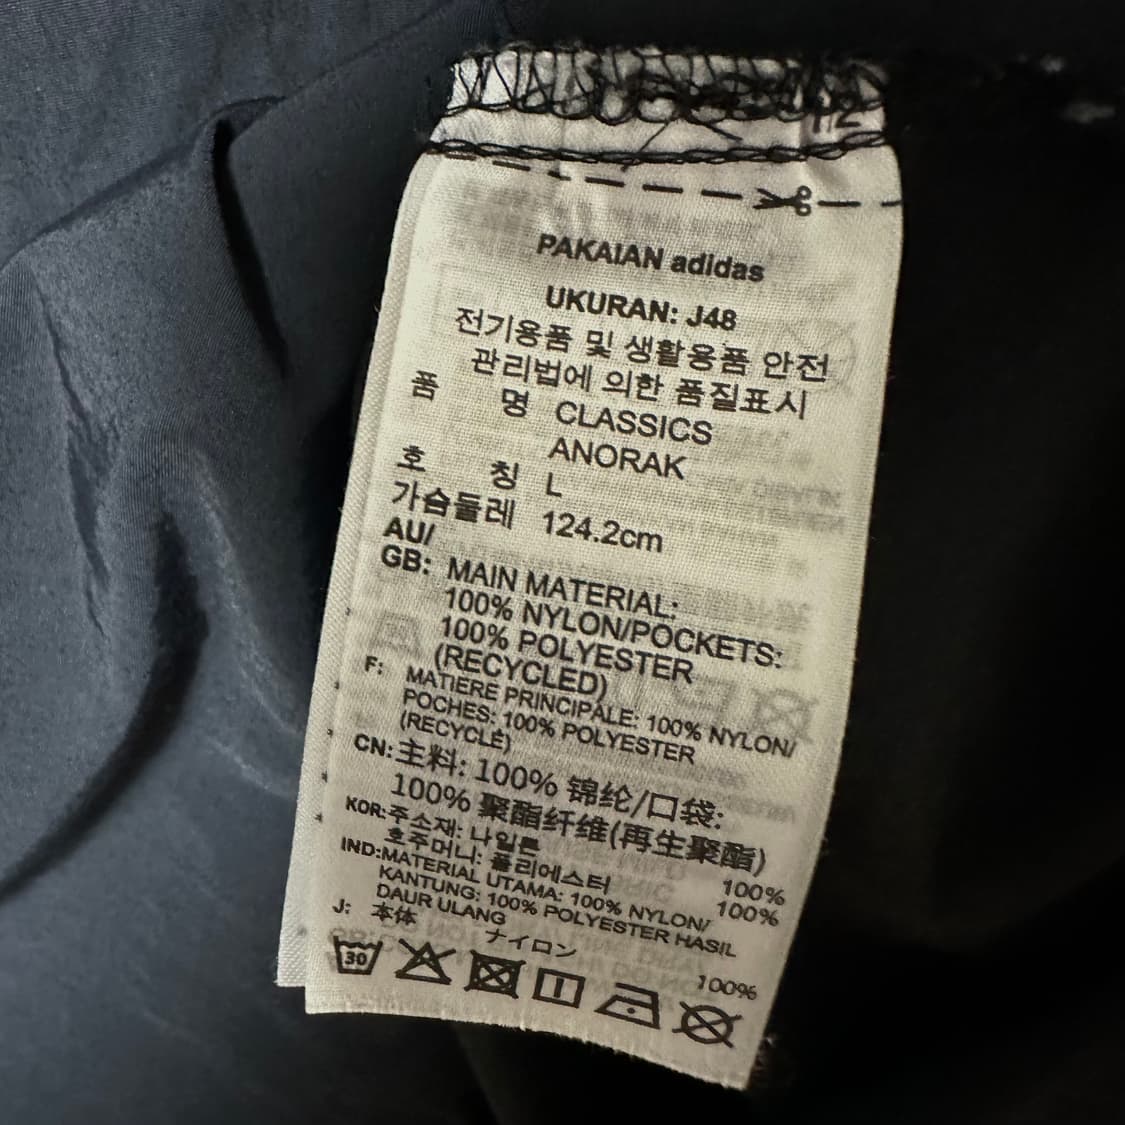 PAKAIAN adidas
UKURAN: J48
전기용품 및 생활용품 안전
관리법에 의한 품질표시
품 명 CLASSICS
ANORAK
호 칭 L
가슴둘레 124.2cm
AU/
GB: MAIN MATERIAL:
100% NYLON/POCKETS:
100% POLYESTER
(RECYCLED)
F: MATIERE PRINCIPALE: 100% NYLON/
POCHES: 100% POLYESTER
(RECYCLÉ)
CN: 主料: 100% 锦纶/口袋:
100% 聚酯纤维(再生聚酯)
KOR: 주소재: 나일론 100%
호주머니: 폴리에스터 100%
IND: MATERIAL UTAMA: 100% NYLON/
KANTUNG: 100% POLYESTER HASIL
DAUR ULANG
J: 本体
ナイロン 100%
30